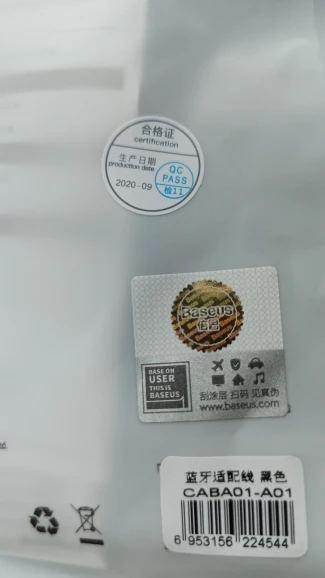 合格证
certification
生产日期
production date
2020-09
QC
PASS
检11
Baseus
倍思
BASE ON
USER
THIS IS
BASEUS
刮涂层 扫码 见真伪
www.baseus.com
蓝牙适配线 黑色
CABA01-A01
6 953156 224544